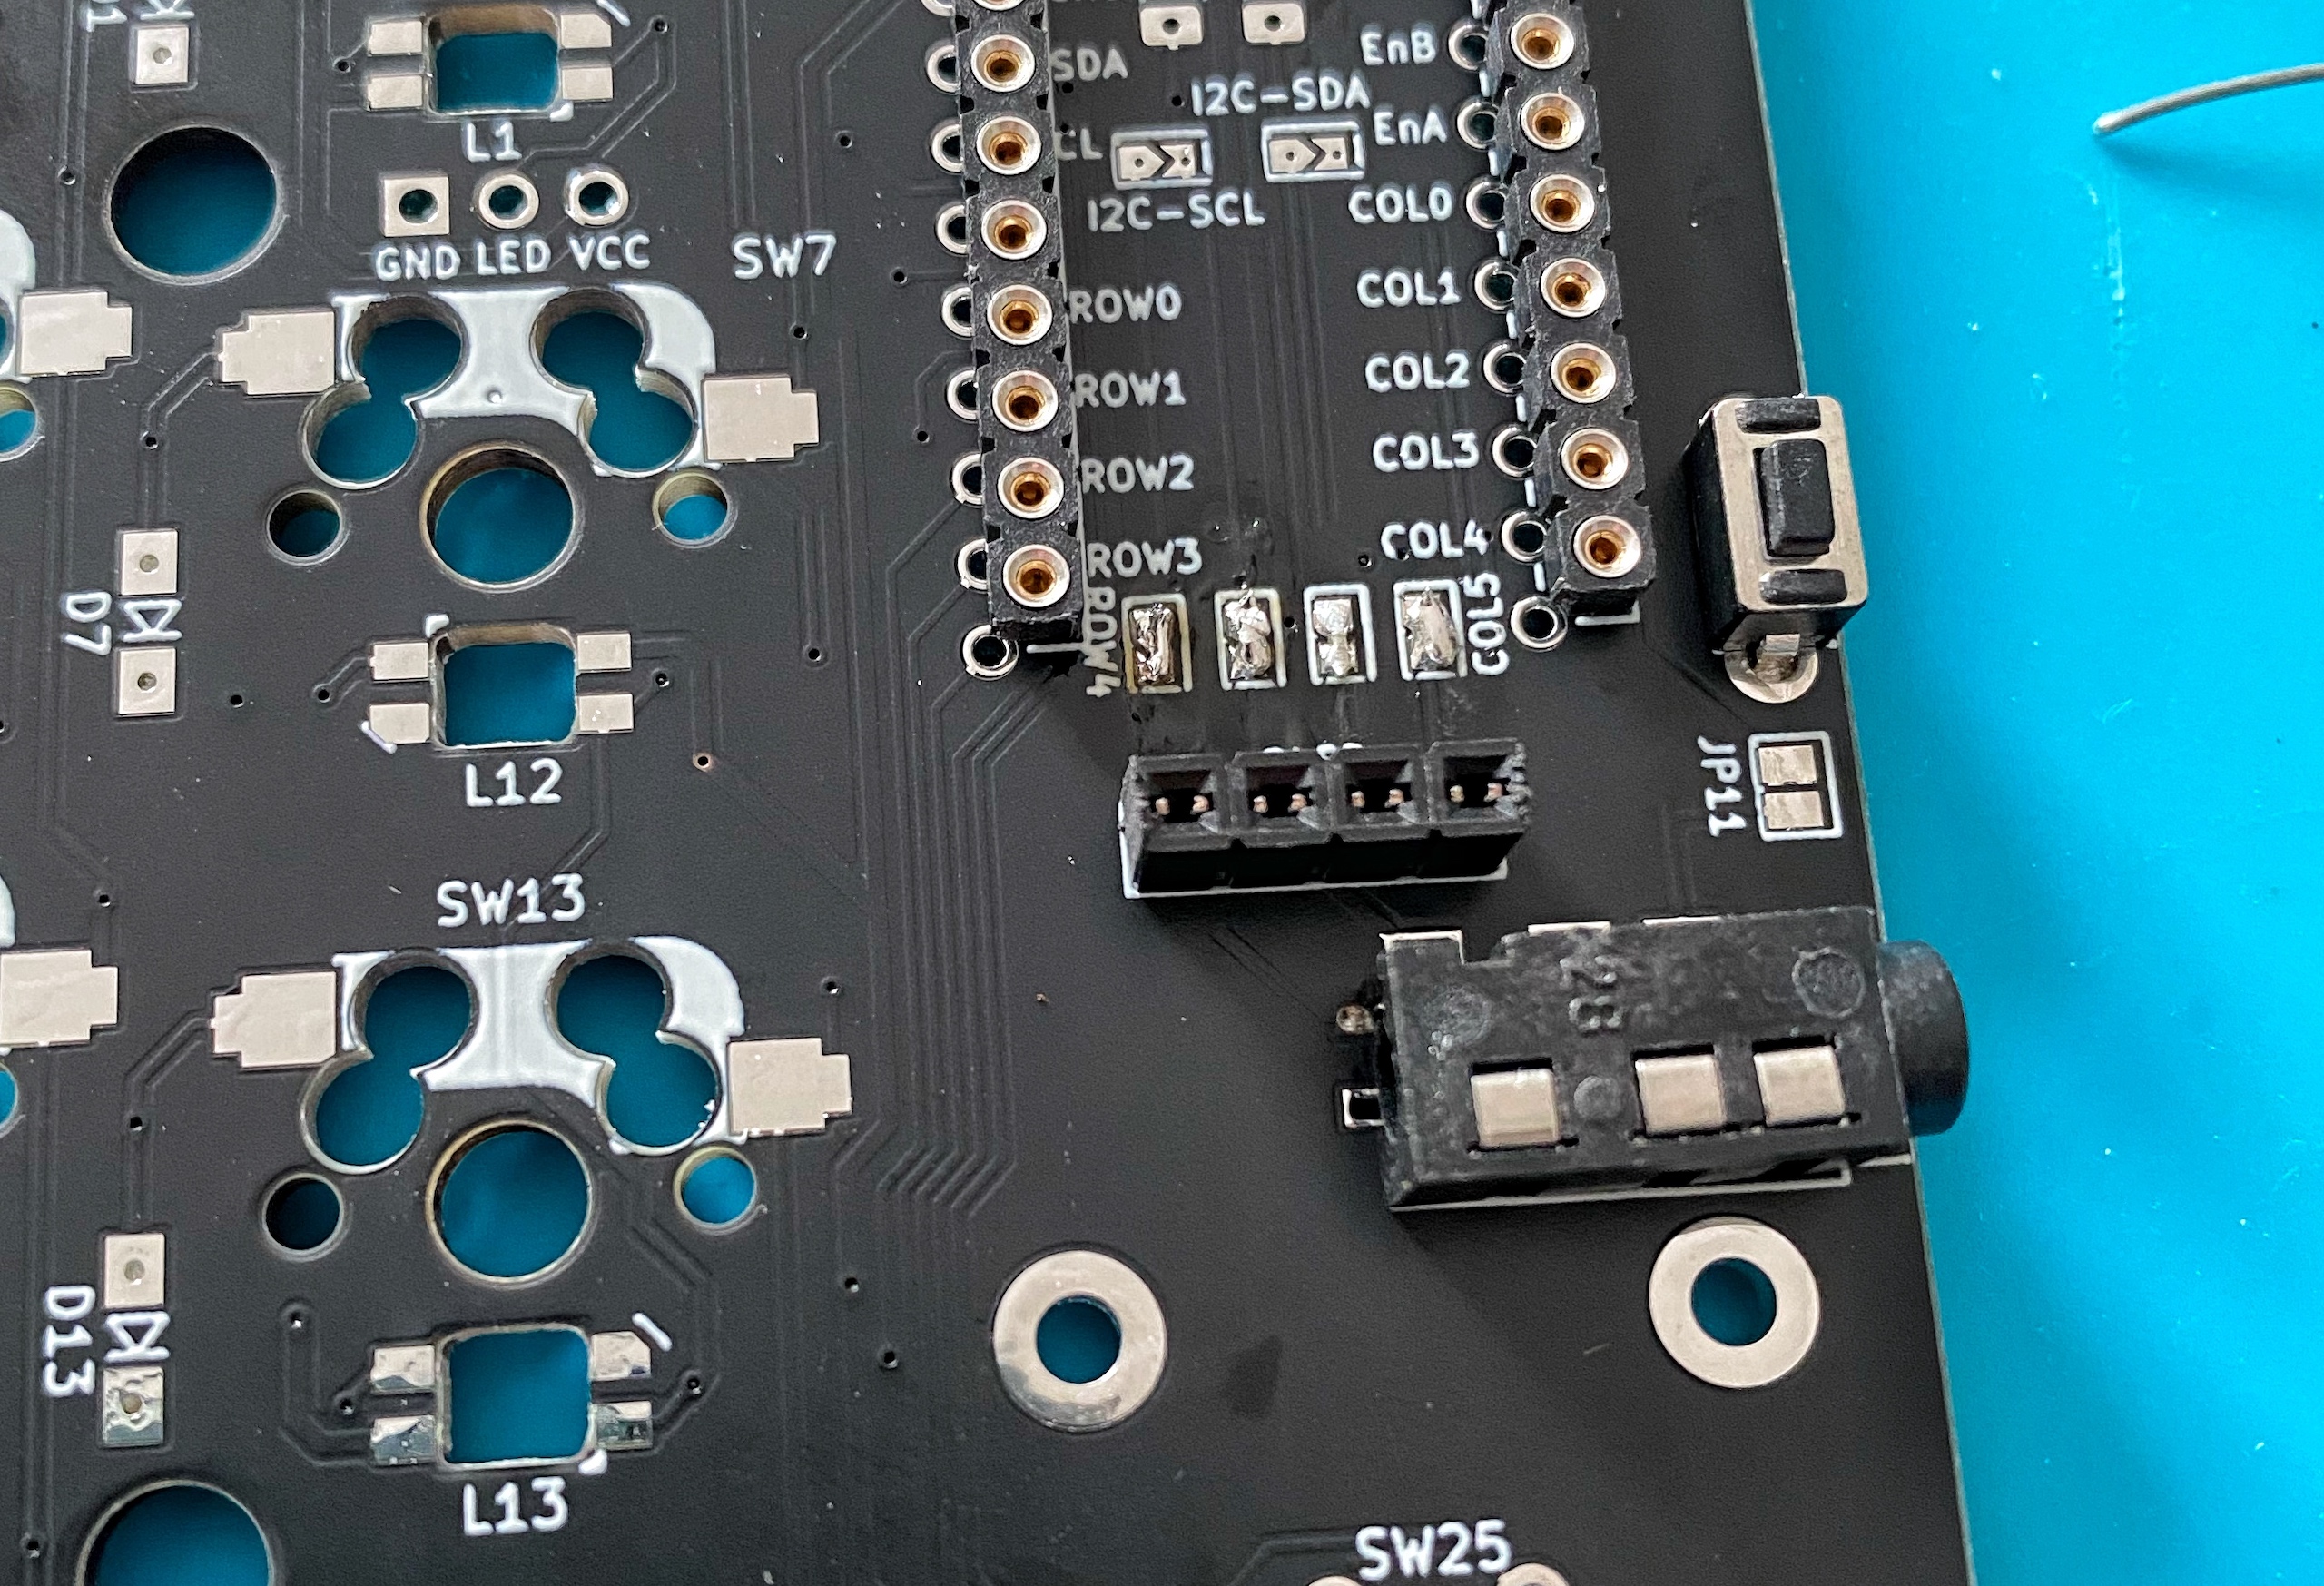 SDA
EnB
I2C-SDA
EnA
L1
CL
I2C-SCL
COL0
GND LED VCC
SW7
ROW0
COL1
ROW1
COL2
ROW2
COL3
ROW3
COL4
D7
ROW4
COL5
L12
JP11
SW13
28
D13
L13
SW25